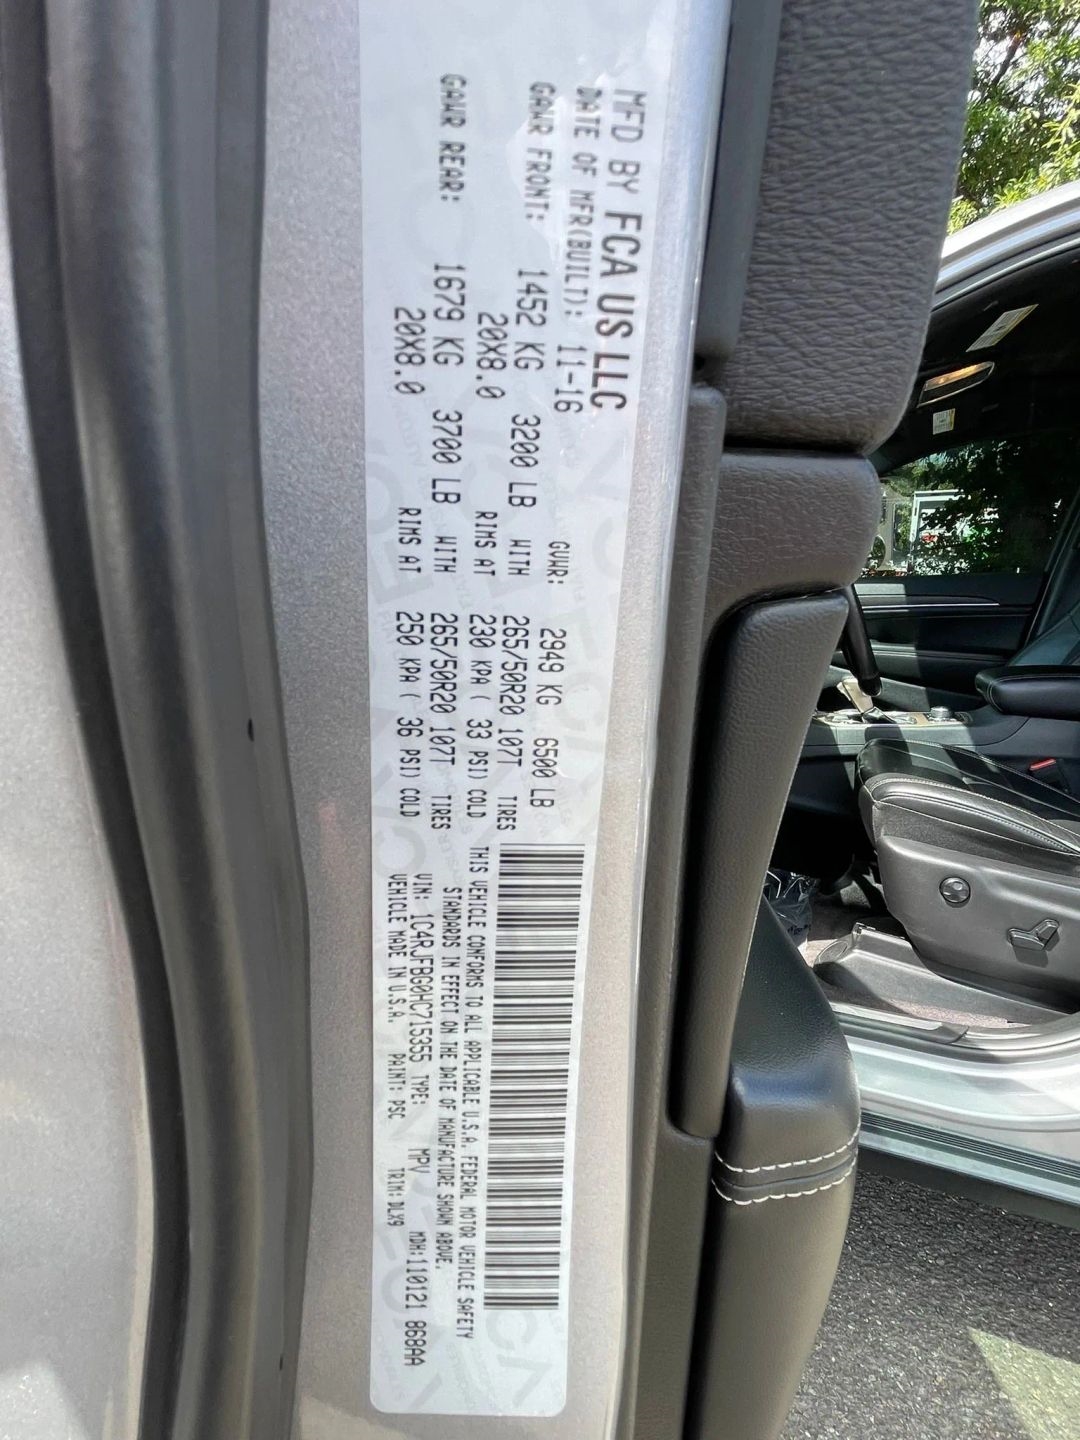 MFD BY FCA US LLC
DATE OF MFR(BUILT): 11-16 GVWR: 2949 KG 6500 LB
GAWR FRONT: 1452 KG 3200 LB WITH 265/50R20 107T TIRES
20X8.0 RIMS AT 230 KPA( 33 PSI) COLD
GAWR REAR: 1679 KG 3700 LB WITH 265/50R20 107T TIRES
20X8.0 RIMS AT 250 KPA( 36 PSI) COLD
THIS VEHICLE CONFORMS TO ALL APPLICABLE U.S.A. FEDERAL MOTOR VEHICLE SAFETY
STANDARDS IN EFFECT ON THE DATE OF MANUFACTURE SHOWN ABOVE.
VIN: 1C4RJFBG0HC715355 TYPE: MPV MDH:110121 868AA
VEHICLE MADE IN U.S.A. PAINT: PSC TRIM:DLX9